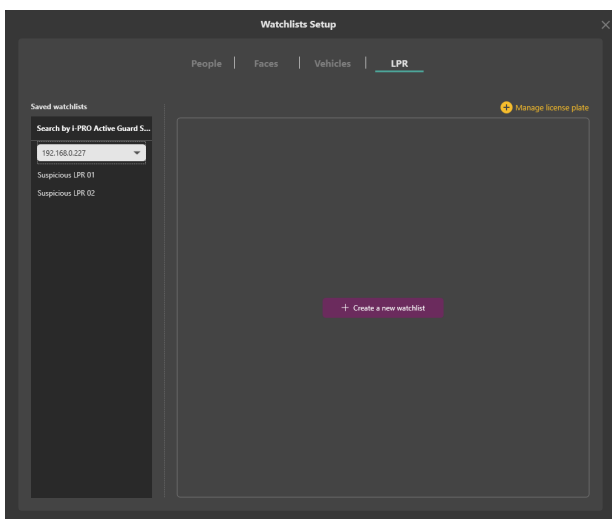 Watchlists Setup
People
Faces
Vehicles
LPR
Saved watchlists
Manage license plate
Search by i-PRO Active Guard S...
192.168.0.227
Suspicious LPR 01
Suspicious LPR 02
+ Create a new watchlist